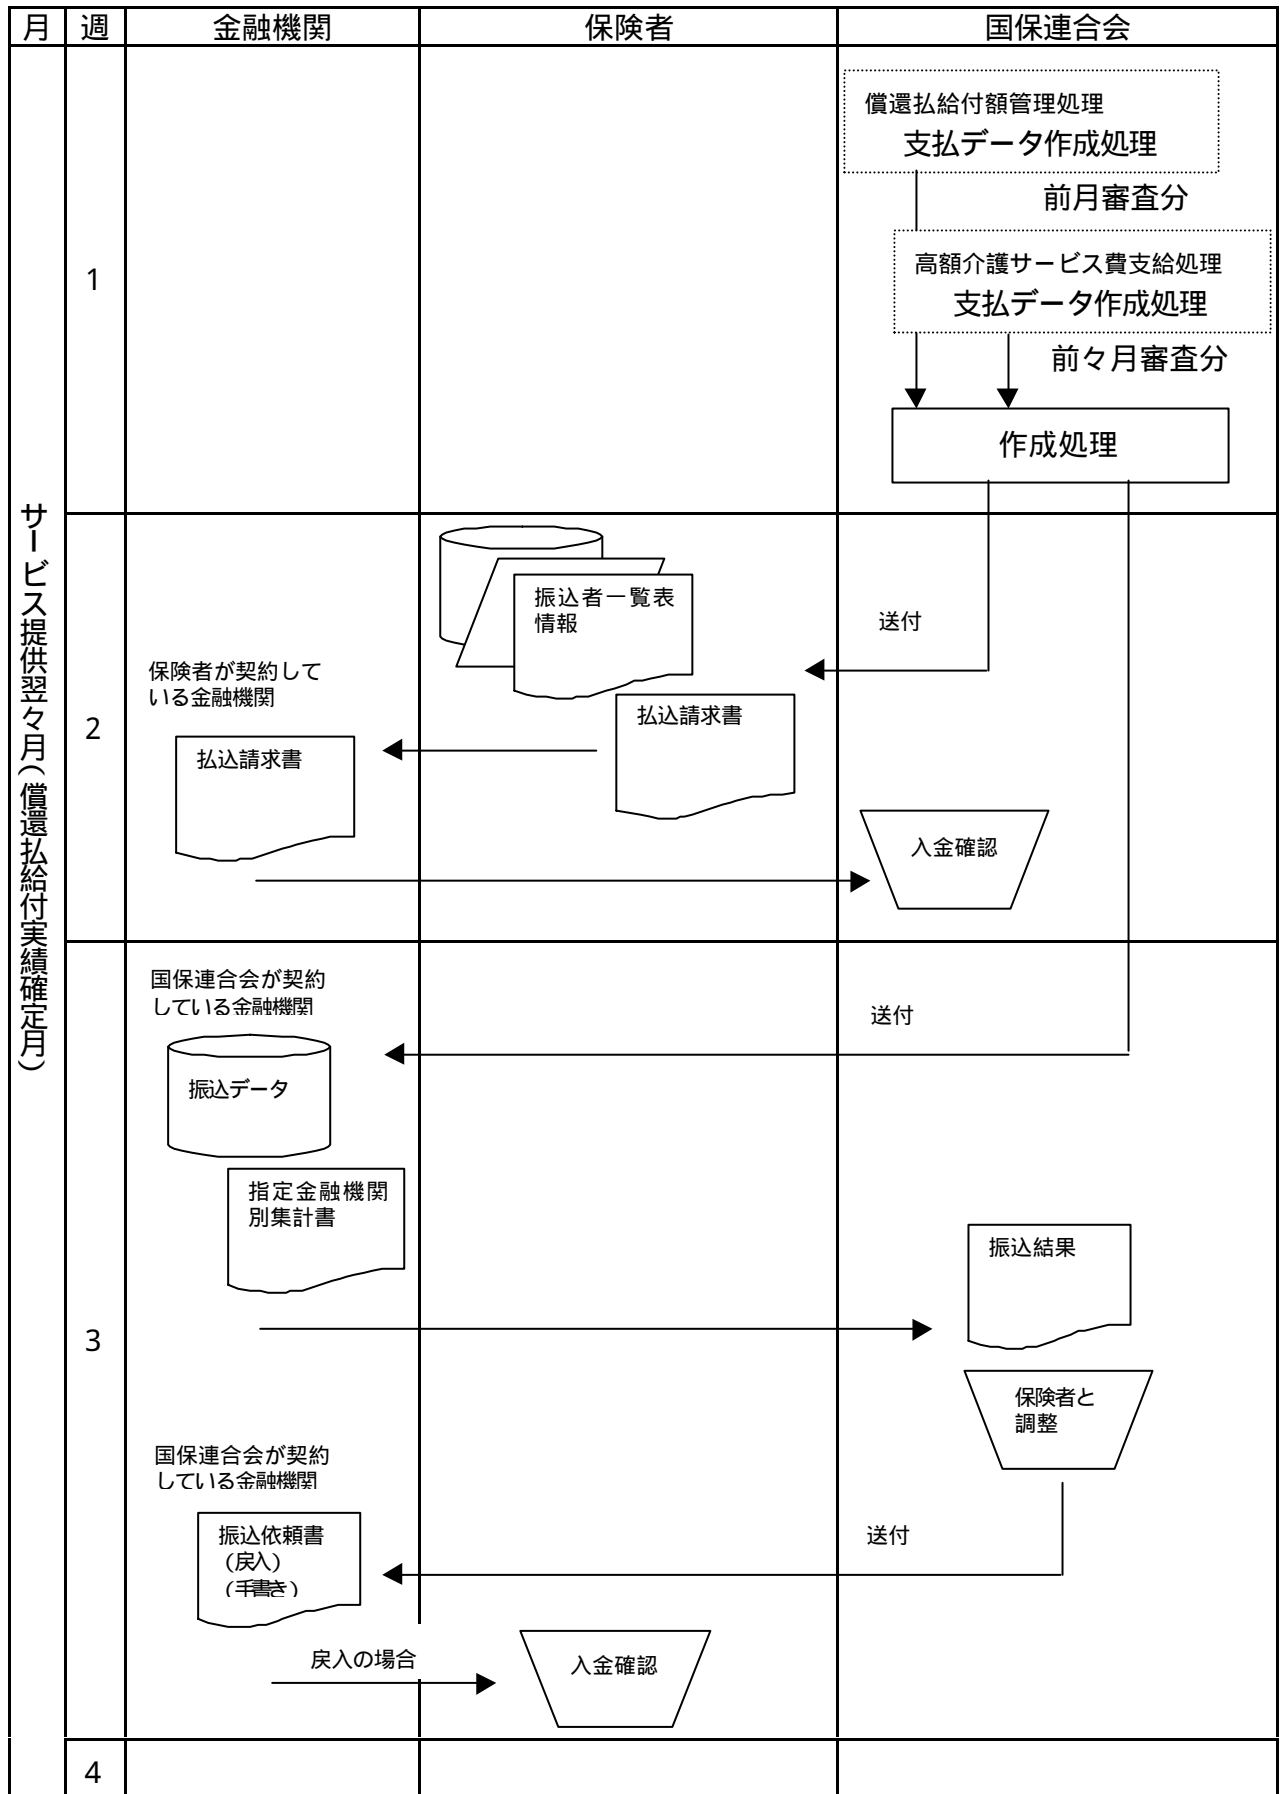 月
週
金融機関
保険者
国保連合会
サービス提供翌々月(償還払給付実績確定月)
1
償還払給付額管理処理
支払データ作成処理
前月審査分
高額介護サービス費支給処理
支払データ作成処理
前々月審査分
作成処理
2
振込者一覧表
情報
送付
保険者が契約して
いる金融機関
払込請求書
払込請求書
入金確認
3
国保連合会が契約
している金融機関
送付
振込データ
指定金融機関
別集計書
振込結果
保険者と
調整
国保連合会が契約
している金融機関
振込依頼書
(戻入)
(手書き)
送付
戻入の場合
入金確認
4